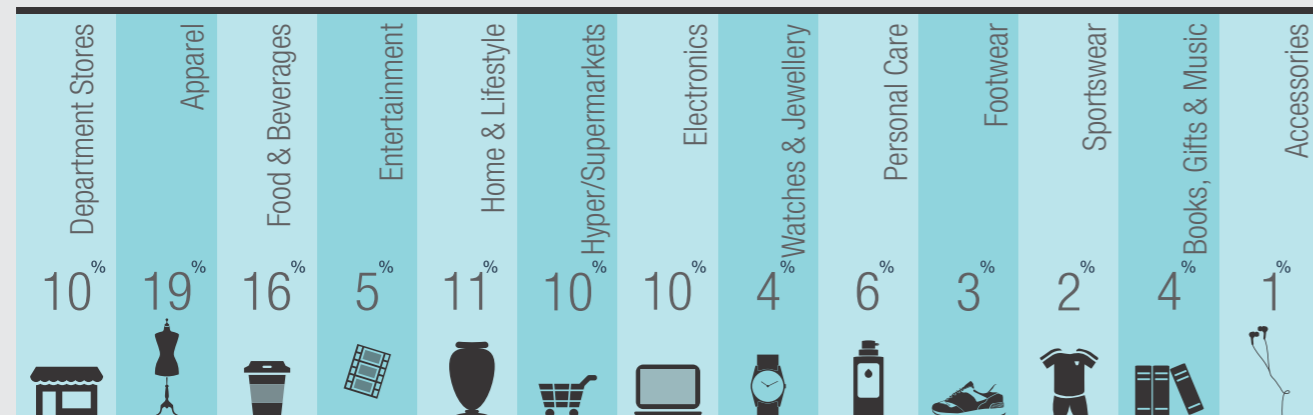 Department Stores
10%
Apparel
19%
Food & Beverages
16%
Entertainment
5%
Home & Lifestyle
11%
Hyper/Supermarkets
10%
Electronics
10%
Watches & Jewellery
4%
Personal Care
6%
Footwear
3%
Sportswear
2%
Books, Gifts & Music
4%
Accessories
1%